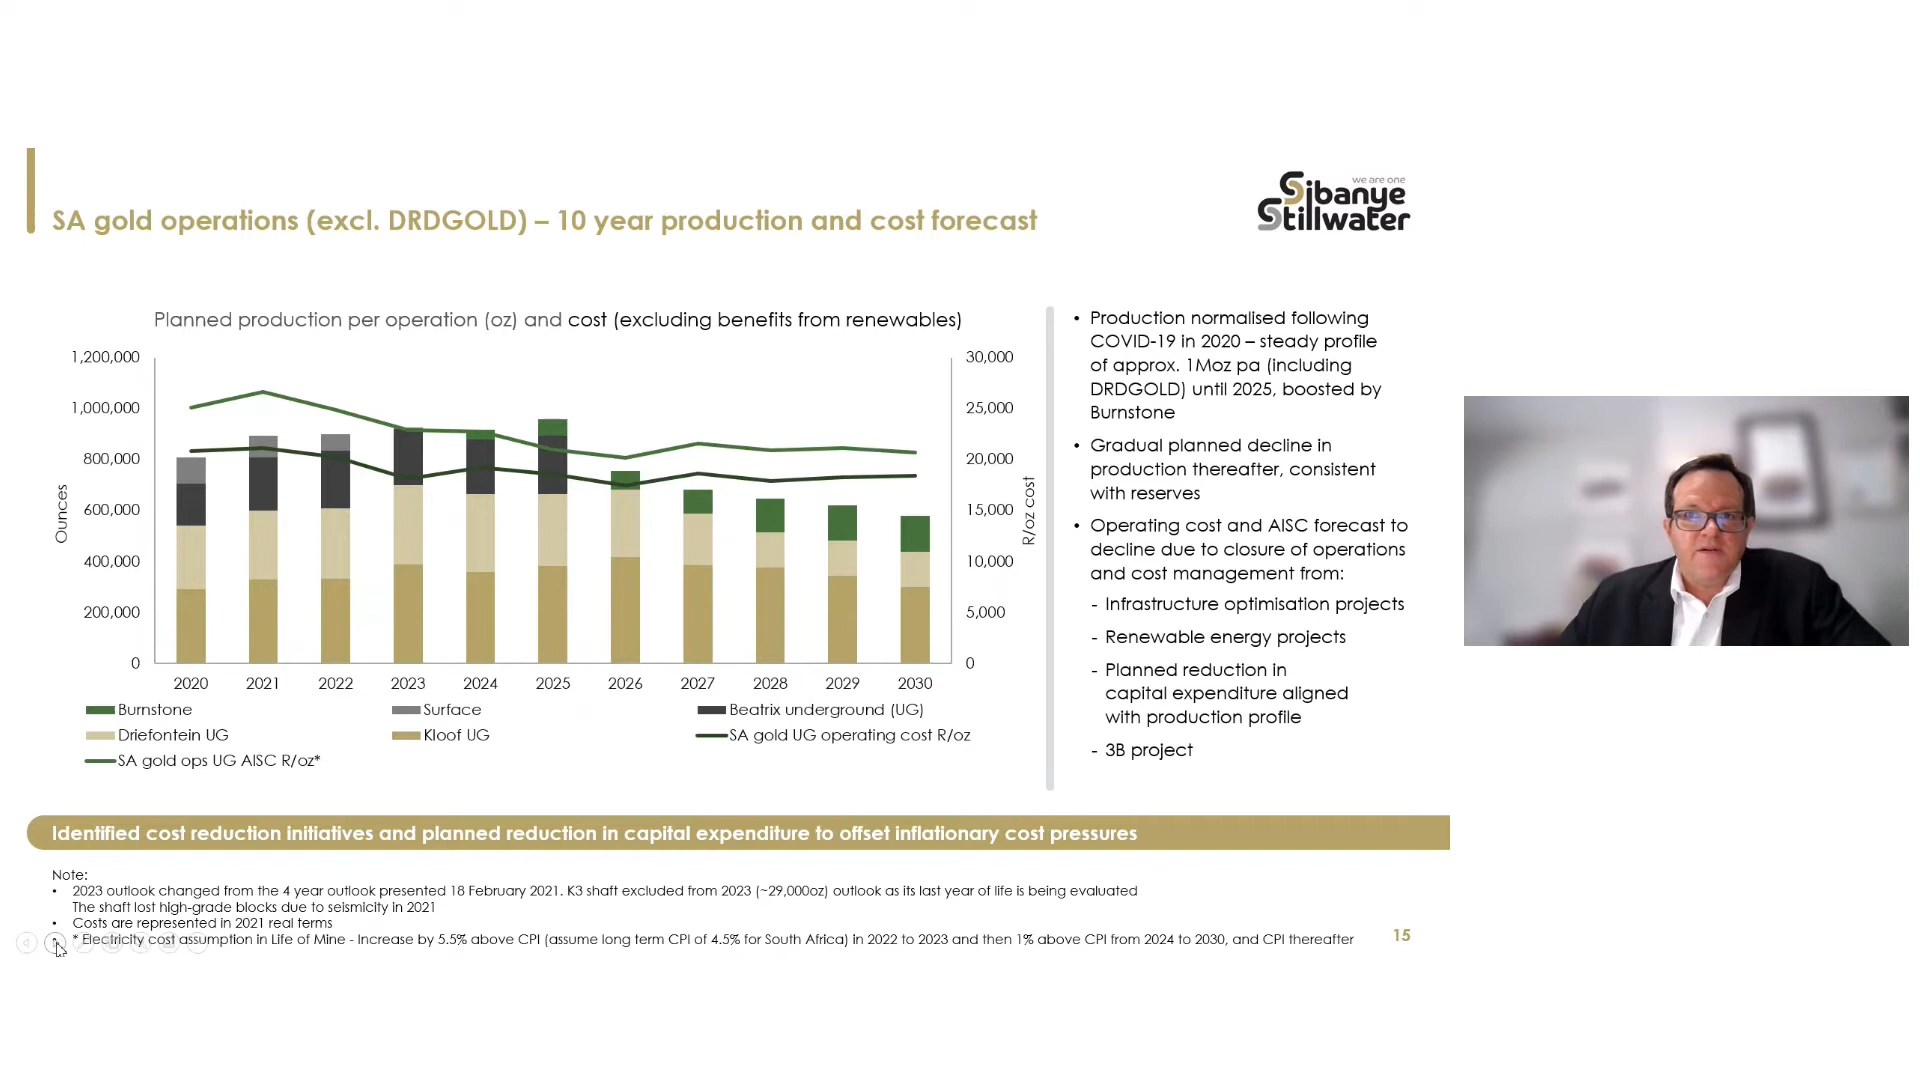 we are one
Sibanye
Stillwater
SA gold operations (excl. DRDGOLD) – 10 year production and cost forecast
Planned production per operation (oz) and cost (excluding benefits from renewables)
1,200,000
1,000,000
800,000
600,000
400,000
200,000
0
Ounces
30,000
25,000
20,000
15,000
10,000
5,000
0
R/oz cost
2020 2021 2022 2023 2024 2025 2026 2027 2028 2029 2030
Burnstone Surface Beatrix underground (UG)
Driefontein UG Kloof UG SA gold UG operating cost R/oz
SA gold ops UG AISC R/oz*
• Production normalised following
COVID-19 in 2020 – steady profile
of approx. 1Moz pa (including
DRDGOLD) until 2025, boosted by
Burnstone
• Gradual planned decline in
production thereafter, consistent
with reserves
• Operating cost and AISC forecast to
decline due to closure of operations
and cost management from:
- Infrastructure optimisation projects
- Renewable energy projects
- Planned reduction in
capital expenditure aligned
with production profile
- 3B project
Identified cost reduction initiatives and planned reduction in capital expenditure to offset inflationary cost pressures
Note:
• 2023 outlook changed from the 4 year outlook presented 18 February 2021. K3 shaft excluded from 2023 (~29,000oz) outlook as its last year of life is being evaluated
The shaft lost high-grade blocks due to seismicity in 2021
• Costs are represented in 2021 real terms
• * Electricity cost assumption in Life of Mine - Increase by 5.5% above CPI (assume long term CPI of 4.5% for South Africa) in 2022 to 2023 and then 1% above CPI from 2024 to 2030, and CPI thereafter
15